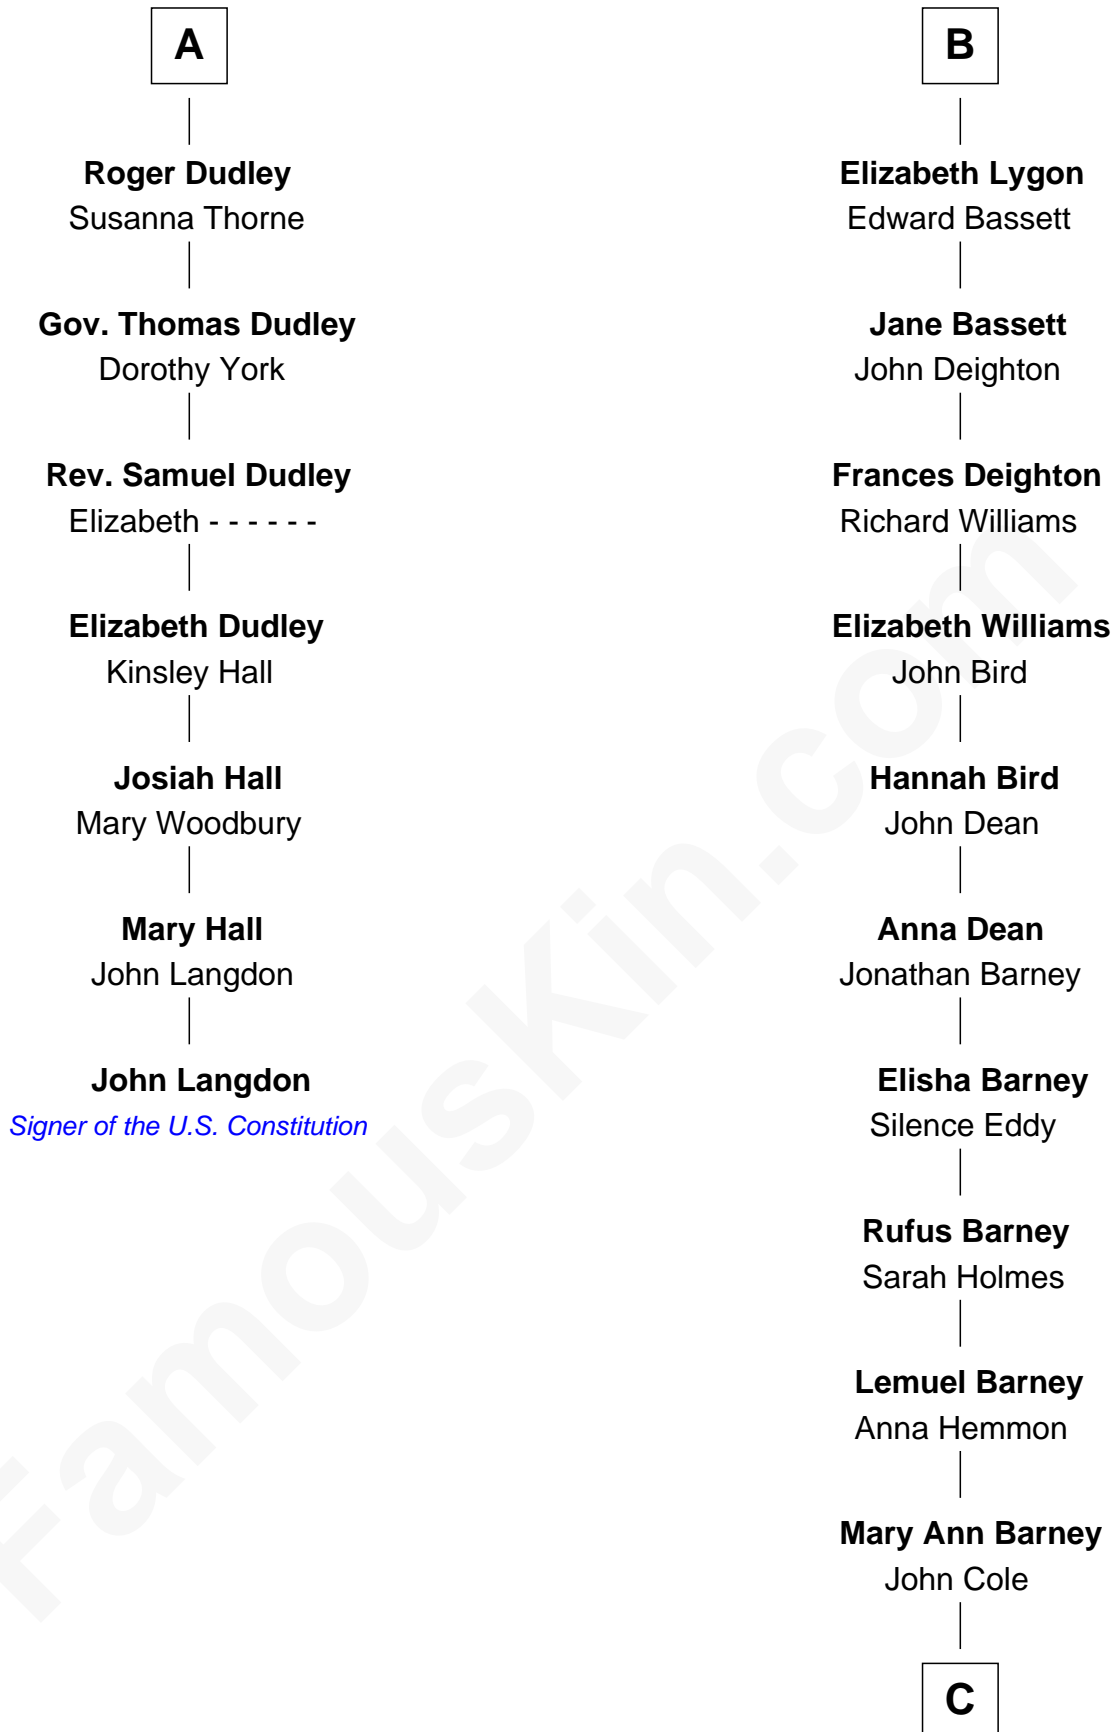 A
Roger Dudley
Susanna Thorne
Gov. Thomas Dudley
Dorothy York
Rev. Samuel Dudley
Elizabeth - - - - - -
Elizabeth Dudley
Kinsley Hall
Josiah Hall
Mary Woodbury
Mary Hall
John Langdon
John Langdon
Signer of the U.S. Constitution
B
Elizabeth Lygon
Edward Bassett
Jane Bassett
John Deighton
Frances Deighton
Richard Williams
Elizabeth Williams
John Bird
Hannah Bird
John Dean
Anna Dean
Jonathan Barney
Elisha Barney
Silence Eddy
Rufus Barney
Sarah Holmes
Lemuel Barney
Anna Hemmon
Mary Ann Barney
John Cole
C
FamousKin.com